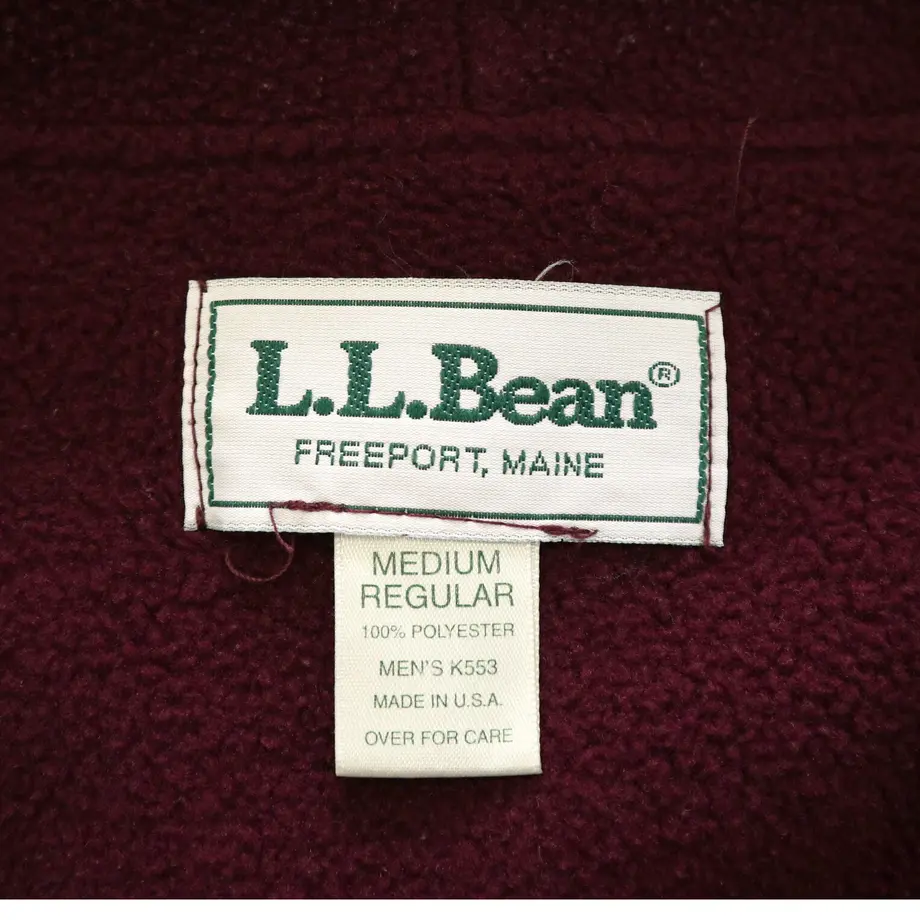 L.L.Bean®
FREEPORT, MAINE
MEDIUM
REGULAR
100% POLYESTER
MEN'S K553
MADE IN U.S.A.
OVER FOR CARE